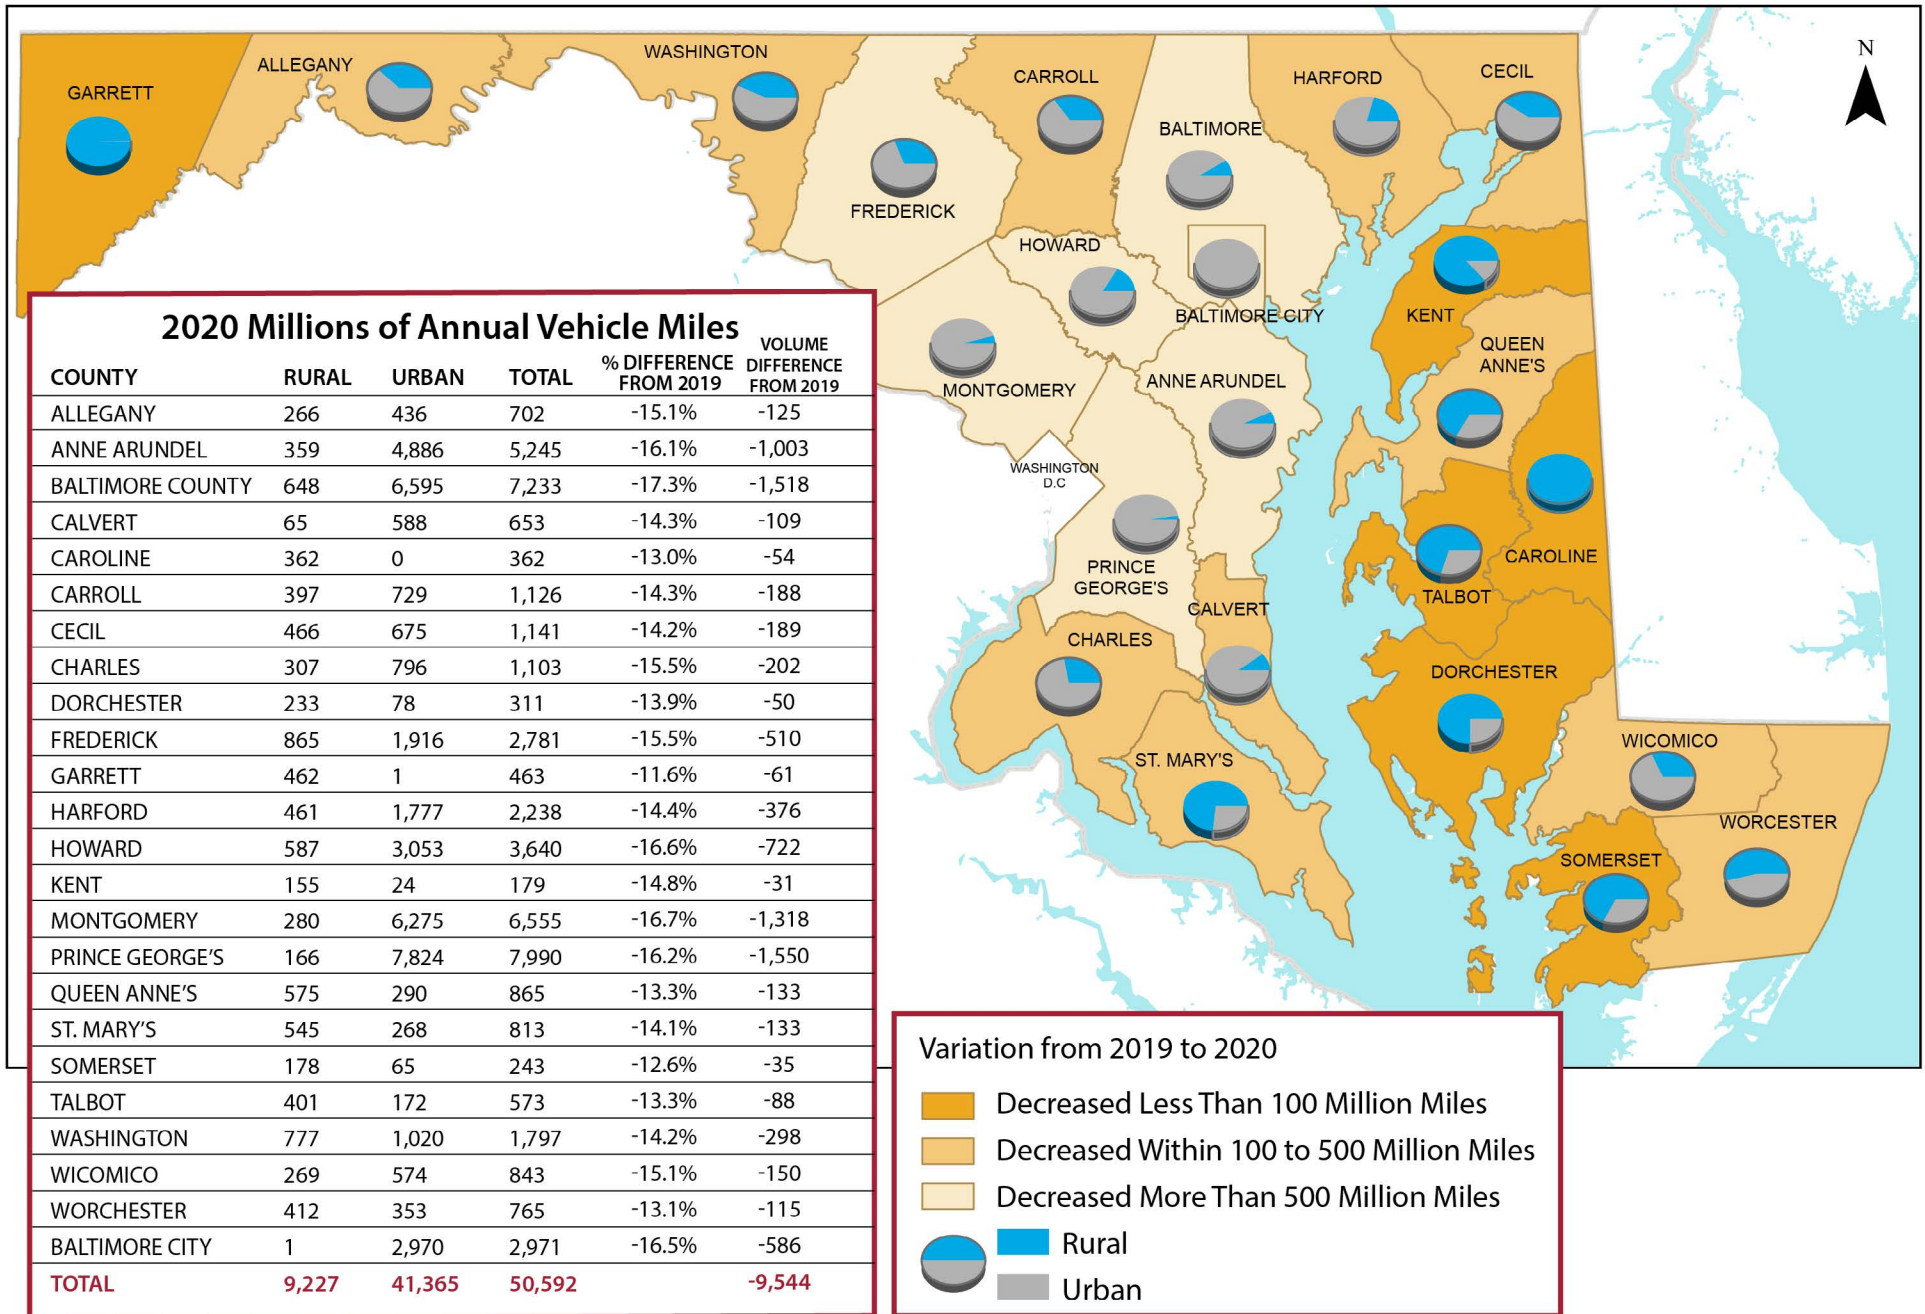 GARRETT
ALLEGANY
WASHINGTON
FREDERICK
CARROLL
BALTIMORE
HARFORD
CECIL
N
HOWARD
BALTIMORE CITY
KENT
QUEEN
ANNE'S
MONTGOMERY
ANNE ARUNDEL
WASHINGTON
D.C
PRINCE
GEORGE'S
CAROLINE
TALBOT
CALVERT
CHARLES
DORCHESTER
ST. MARY'S
WICOMICO
WORCESTER
SOMERSET
2020 Millions of Annual Vehicle Miles
COUNTY RURAL URBAN TOTAL % DIFFERENCE FROM 2019 VOLUME DIFFERENCE FROM 2019
ALLEGANY 266 436 702 -15.1% -125
ANNE ARUNDEL 359 4,886 5,245 -16.1% -1,003
BALTIMORE COUNTY 648 6,595 7,233 -17.3% -1,518
CALVERT 65 588 653 -14.3% -109
CAROLINE 362 0 362 -13.0% -54
CARROLL 397 729 1,126 -14.3% -188
CECIL 466 675 1,141 -14.2% -189
CHARLES 307 796 1,103 -15.5% -202
DORCHESTER 233 78 311 -13.9% -50
FREDERICK 865 1,916 2,781 -15.5% -510
GARRETT 462 1 463 -11.6% -61
HARFORD 461 1,777 2,238 -14.4% -376
HOWARD 587 3,053 3,640 -16.6% -722
KENT 155 24 179 -14.8% -31
MONTGOMERY 280 6,275 6,555 -16.7% -1,318
PRINCE GEORGE'S 166 7,824 7,990 -16.2% -1,550
QUEEN ANNE'S 575 290 865 -13.3% -133
ST. MARY'S 545 268 813 -14.1% -133
SOMERSET 178 65 243 -12.6% -35
TALBOT 401 172 573 -13.3% -88
WASHINGTON 777 1,020 1,797 -14.2% -298
WICOMICO 269 574 843 -15.1% -150
WORCHESTER 412 353 765 -13.1% -115
BALTIMORE CITY 1 2,970 2,971 -16.5% -586
TOTAL 9,227 41,365 50,592 -9,544
Variation from 2019 to 2020
Decreased Less Than 100 Million Miles
Decreased Within 100 to 500 Million Miles
Decreased More Than 500 Million Miles
Rural
Urban